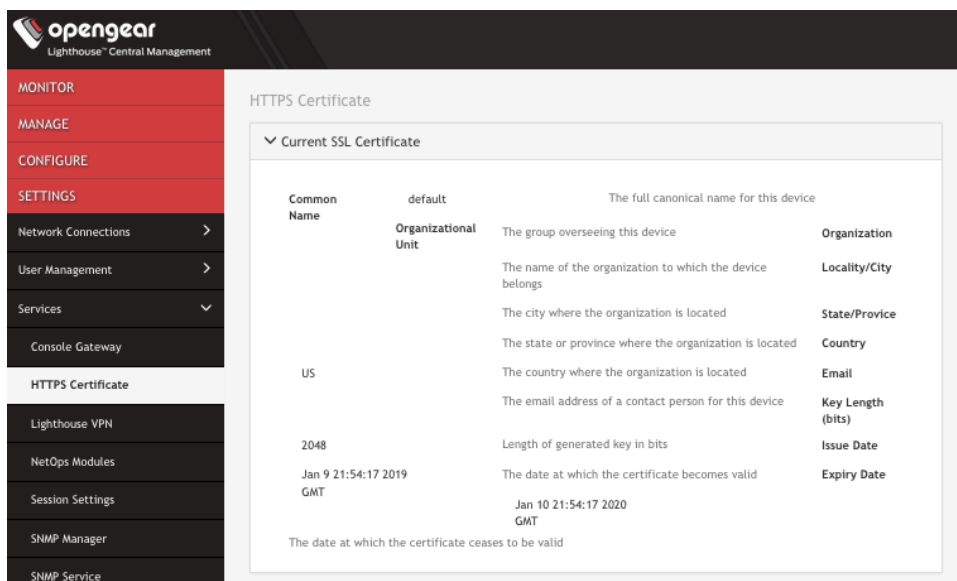 opengear
Lighthouse™ Central Management
MONITOR
MANAGE
CONFIGURE
SETTINGS
Network Connections
User Management
Services
Console Gateway
HTTPS Certificate
Lighthouse VPN
NetOps Modules
Session Settings
SNMP Manager
SNMP Service
HTTPS Certificate
Current SSL Certificate
Common
Name
default
The full canonical name for this device
Organizational
Unit
The group overseeing this device
Organization
The name of the organization to which the device
belongs
Locality/City
The city where the organization is located
State/Provice
The state or province where the organization is located
Country
US
The country where the organization is located
Email
The email address of a contact person for this device
Key Length
(bits)
2048
Length of generated key in bits
Issue Date
Jan 9 21:54:17 2019
GMT
The date at which the certificate becomes valid
Expiry Date
Jan 10 21:54:17 2020
GMT
The date at which the certificate ceases to be valid